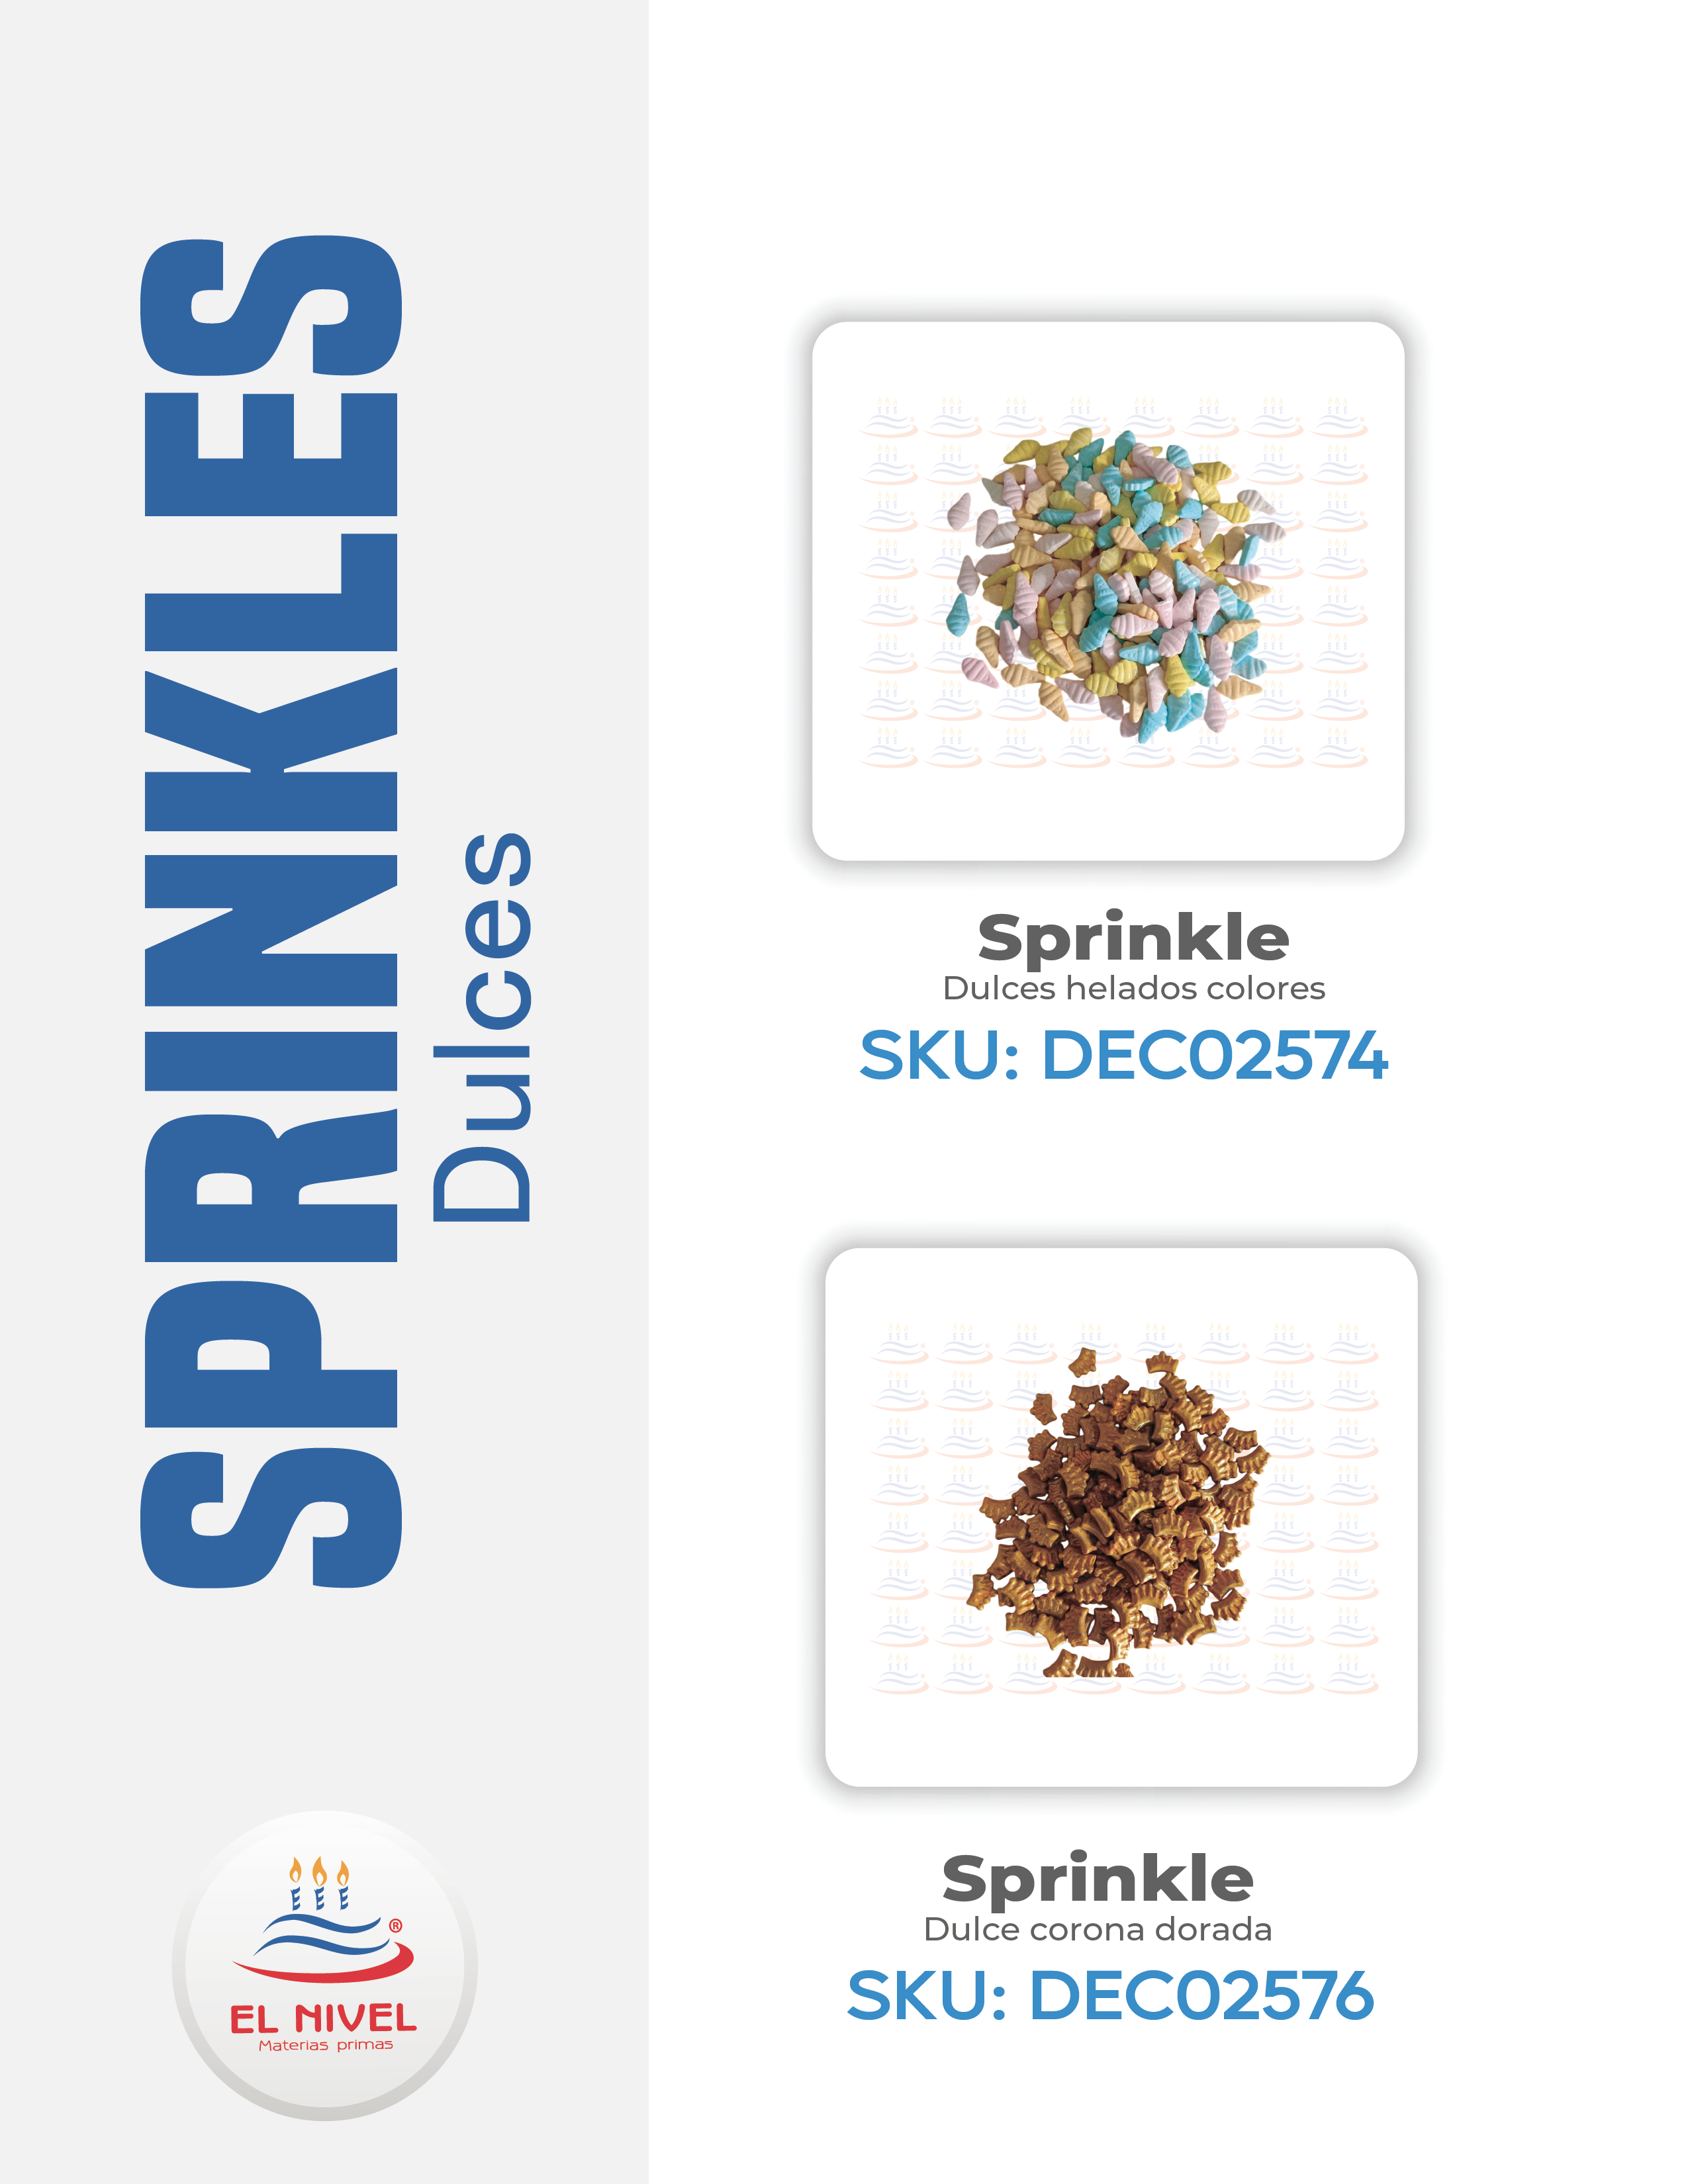 SPRINKLES
Dulces
Sprinkle
Dulces helados colores
SKU: DEC02574
Sprinkle
Dulce corona dorada
SKU: DEC02576
®
EL NIVEL
Materias primas